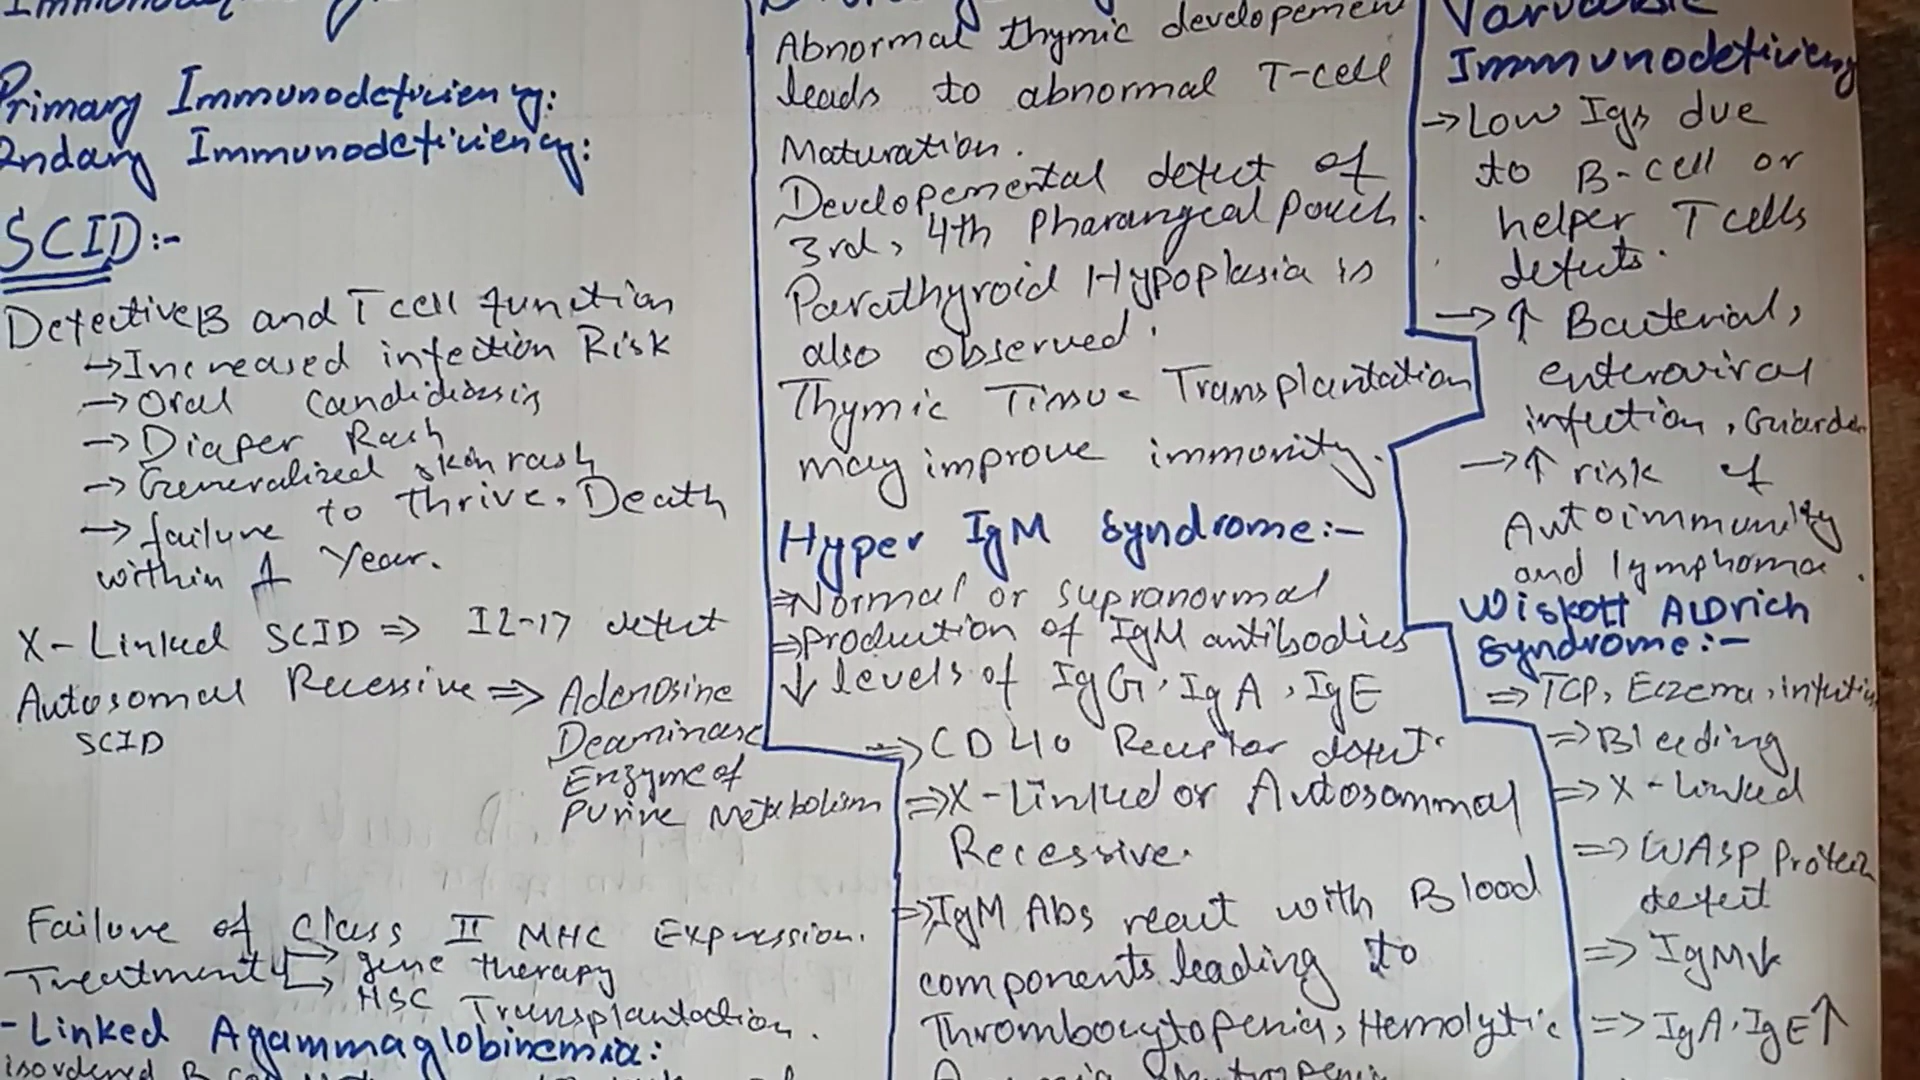 Primary Immunodeficiency:
2ndary Immunodeficiency:
SCID:-
Defective B and T cell function
→ Increased infection Risk
→ Oral Candidiasis
→ Diaper Rash
→ Generalized skin rash
→ failure to thrive. Death
within 1 Year.
X-Linked SCID ⇒ I2-17 defect
Autosomal Recessive ⇒ Adenosine
SCID
Deaminase
Enzyme of
Purine Metabolism
Failure of Class II MHC Expression.
Treatment → gene therapy
→ HSC Transplantation.
-Linked Agammaglobinemia:
Abnormal thymic developemen
leads to abnormal T-cell
Maturation.
Developemental defect of
3rd, 4th Pharangeal Pouch.
Parathyroid Hypoplasia is
also observed.
Thymic Tissue Transplantation
may improve immunity.
Hyper IgM Syndrome:-
⇒ Normal or supranormal
⇒ production of IgM antibodies
↓ levels of IgG, IgA, IgE
⇒ CD40 Receptor defect.
⇒ X-Linked or Autosommal
Recessive.
⇒ IgM Abs react with Blood
components leading to
Thrombocytopenia, Hemolytic
Immunodeficiency
→ Low Igs due
to B-cell or
helper T cells
defects.
→ ↑ Bacterial,
enteroviral
infection,
→ ↑ risk of
Autoimmunity
and lymphoma.
Wiskott ALDrich
Syndrome:-
⇒ TCP, Eczema,
⇒ Bleeding
⇒ X-Linked
⇒ WASP Protein
defect
⇒ IgM↓
⇒ IgA, IgE↑